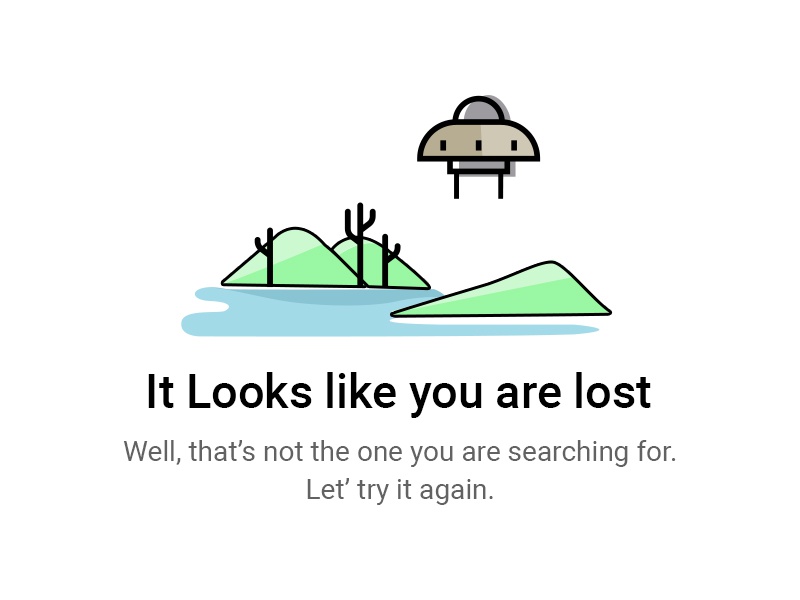 It Looks like you are lost
Well, that’s not the one you are searching for.
Let’ try it again.